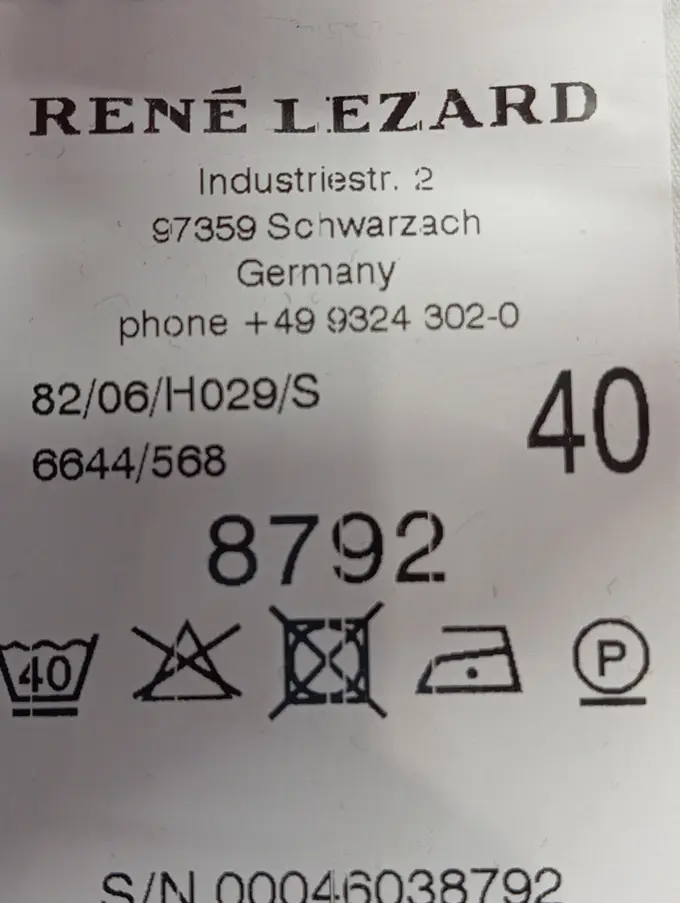 RENÉ LEZARD
Industriestr. 2
97359 Schwarzach
Germany
phone +49 9324 302-0
82/06/H029/S
40
6644/568
8792
40
P
S/N 00046038792